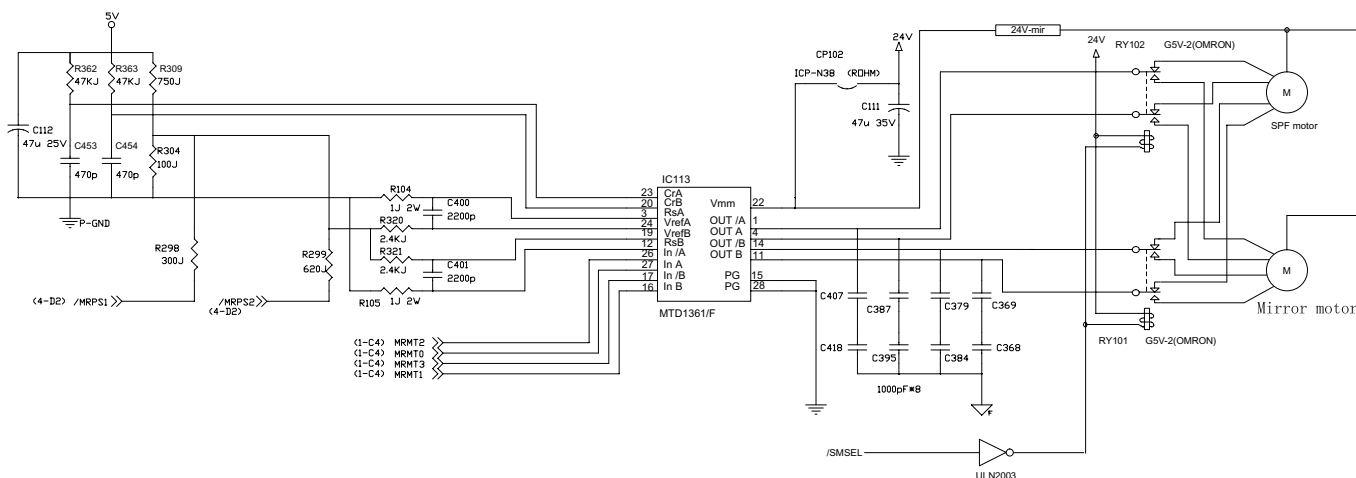 5V
R362
47KJ
R363
47KJ
R309
750J
C112
47u 25V
C453
470p
C454
470p
R304
100J
P-GND
R298
300J
R299
620J
(4-D2) /MRPS1
/MRPS2
(4-D2)
R104
1J 2W
C400
2200p
R320
2.4KJ
R321
2.4KJ
C401
2200p
R105
1J 2W
(1-C4) MRMT2
(1-C4) MRMT0
(1-C4) MRMT3
(1-C4) MRMT1
IC113
23 CrA
20 CrB
3 RsA
24 VrefA
19 VrefB
12 RsB
26 In /A
27 In A
17 In /B
16 In B
Vmm 22
OUT /A 1
OUT A 4
OUT /B 14
OUT B 11
PG 15
PG 28
MTD1361/F
CP102
ICP-N38 (ROHM)
24V
C111
47u 35V
24V-mir
24V
RY102 G5V-2(OMRON)
M
SPF motor
M
Mirror motor
RY101 G5V-2(OMRON)
C407
C387
C379
C369
C418
C395
C384
C368
1000pF*8
F
/SMSEL
ULN2003